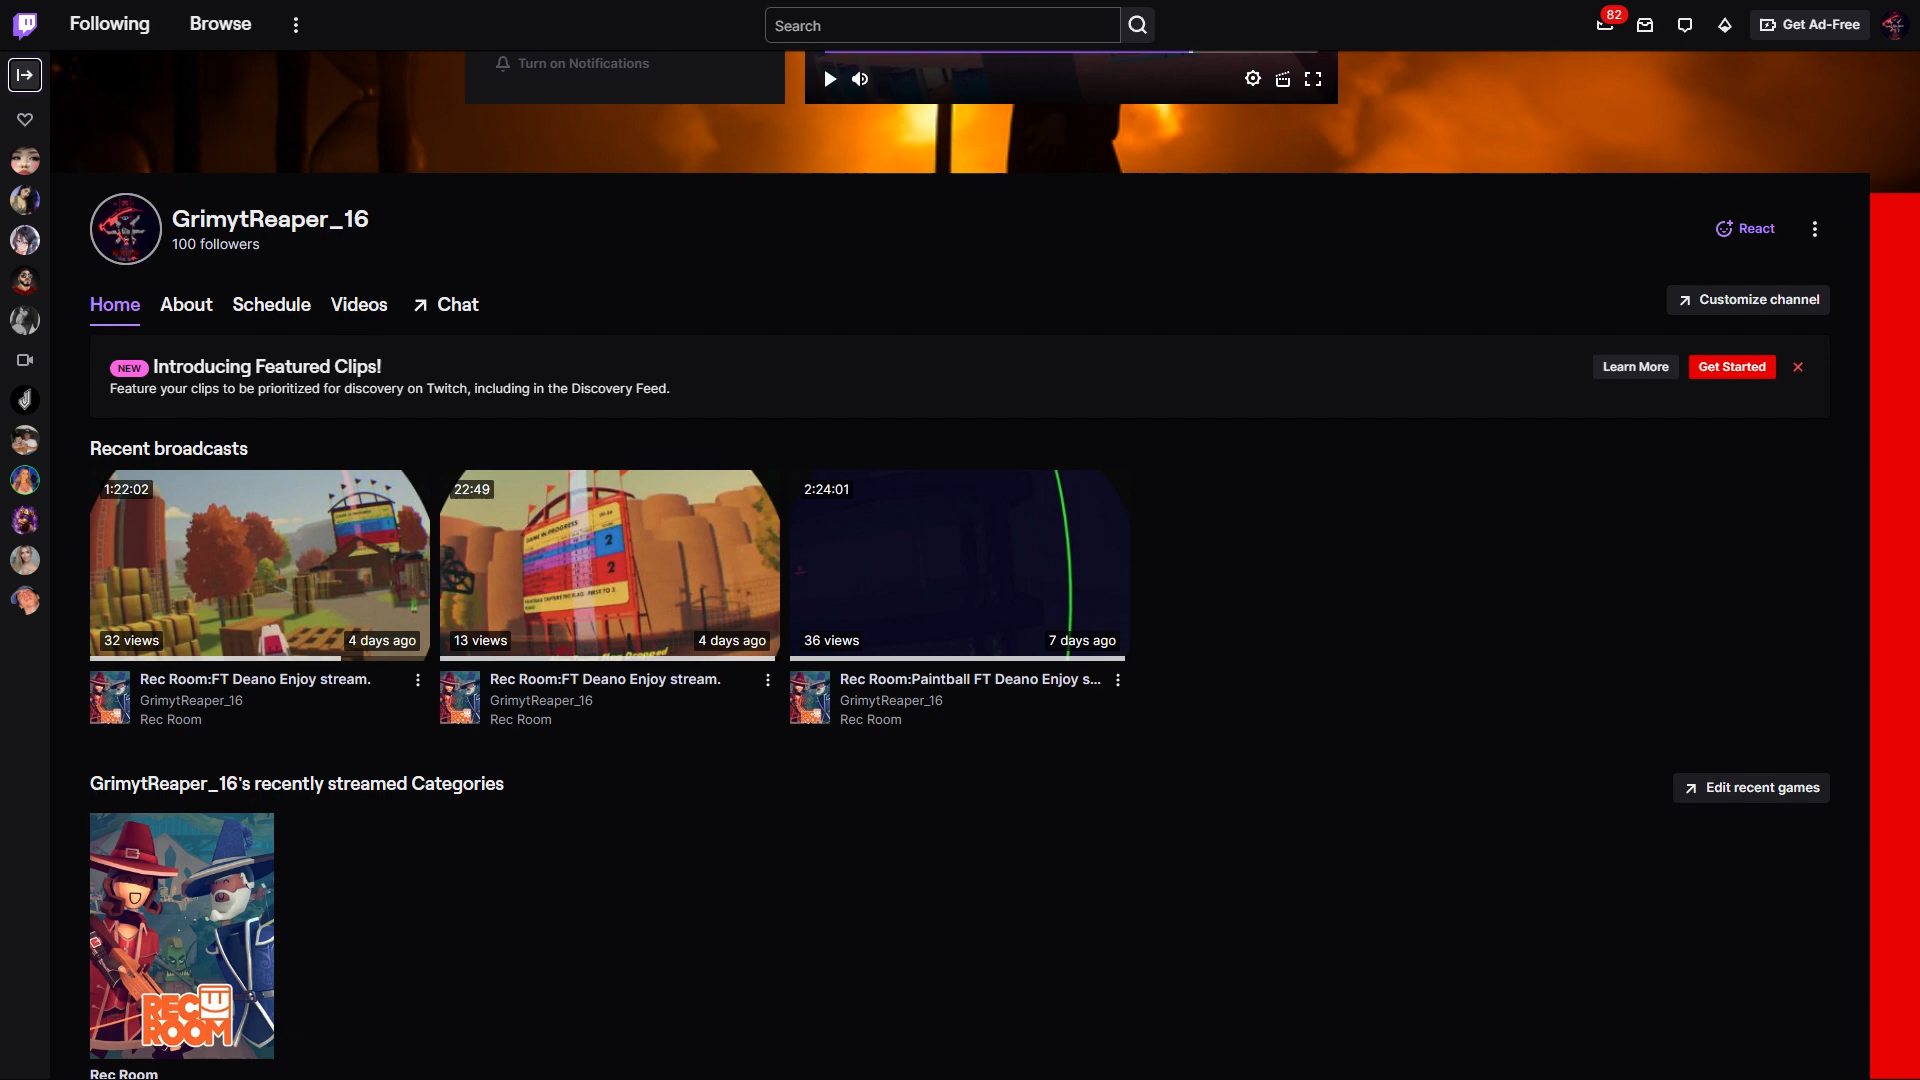 Following
Browse
Search
82
Get Ad-Free
Turn on Notifications
GrimytReaper_16
100 followers
React
Home
About
Schedule
Videos
Chat
Customize channel
NEW Introducing Featured Clips!
Feature your clips to be prioritized for discovery on Twitch, including in the Discovery Feed.
Learn More
Get Started
Recent broadcasts
1:22:02
32 views
4 days ago
Rec Room:FT Deano Enjoy stream.
GrimytReaper_16
Rec Room
22:49
GAME IN PROGRESS
2
2
13 views
4 days ago
Rec Room:FT Deano Enjoy stream.
GrimytReaper_16
Rec Room
2:24:01
36 views
7 days ago
Rec Room:Paintball FT Deano Enjoy s...
GrimytReaper_16
Rec Room
GrimytReaper_16's recently streamed Categories
Edit recent games
REC
ROOM
Rec Room